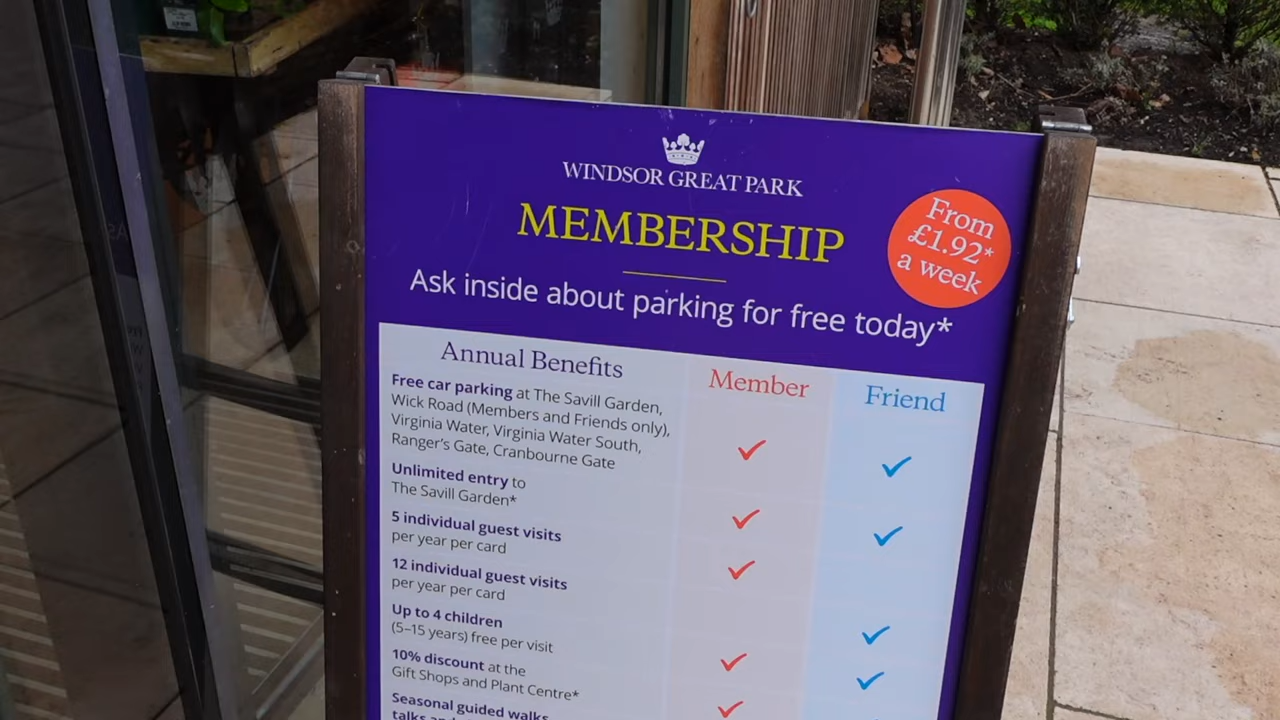 WINDSOR GREAT PARK
MEMBERSHIP
From
£1.92*
a week
Ask inside about parking for free today*
Annual Benefits
Member
Friend
Free car parking at The Savill Garden,
Wick Road (Members and Friends only),
Virginia Water, Virginia Water South,
Ranger's Gate, Cranbourne Gate
Unlimited entry to
The Savill Garden*
5 individual guest visits
per year per card
12 individual guest visits
per year per card
Up to 4 children
(5–15 years) free per visit
10% discount at the
Gift Shops and Plant Centre*
Seasonal guided walks
talks and